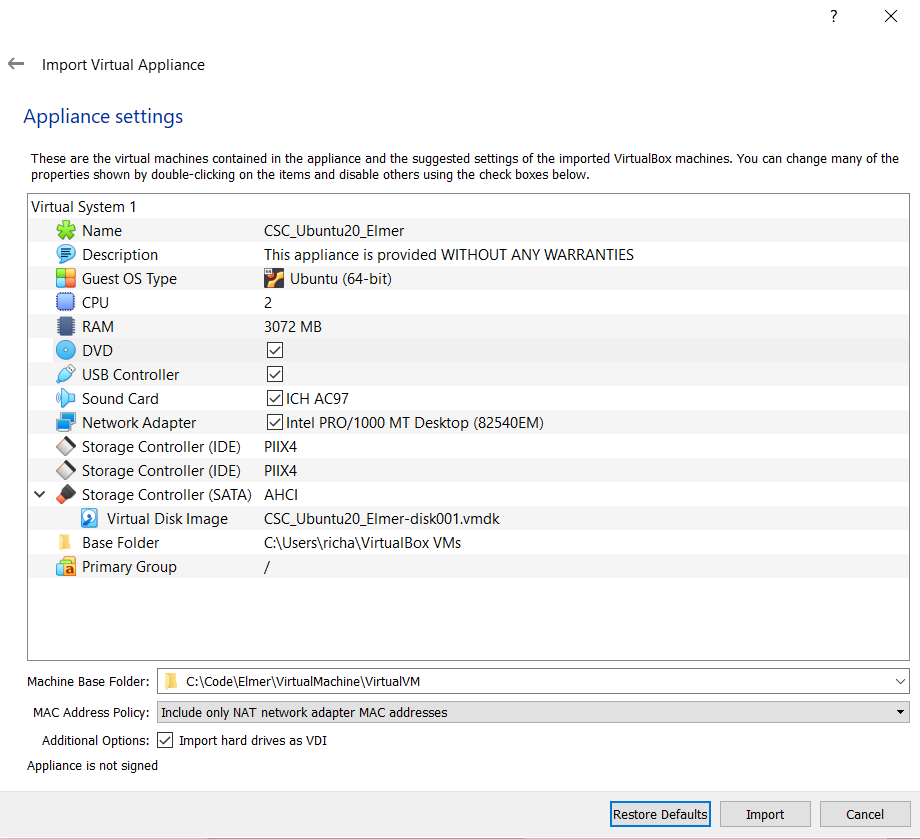 ?
Import Virtual Appliance
Appliance settings
These are the virtual machines contained in the appliance and the suggested settings of the imported VirtualBox machines. You can change many of the
properties shown by double-clicking on the items and disable others using the check boxes below.
Virtual System 1
Name CSC_Ubuntu20_Elmer
Description This appliance is provided WITHOUT ANY WARRANTIES
Guest OS Type Ubuntu (64-bit)
CPU 2
RAM 3072 MB
DVD
USB Controller
Sound Card ICH AC97
Network Adapter Intel PRO/1000 MT Desktop (82540EM)
Storage Controller (IDE) PIIX4
Storage Controller (IDE) PIIX4
Storage Controller (SATA) AHCI
Virtual Disk Image CSC_Ubuntu20_Elmer-disk001.vmdk
Base Folder C:\Users\richa\VirtualBox VMs
Primary Group /
Machine Base Folder: C:\Code\Elmer\VirtualMachine\VirtualVM
MAC Address Policy: Include only NAT network adapter MAC addresses
Additional Options: Import hard drives as VDI
Appliance is not signed
Restore Defaults Import Cancel